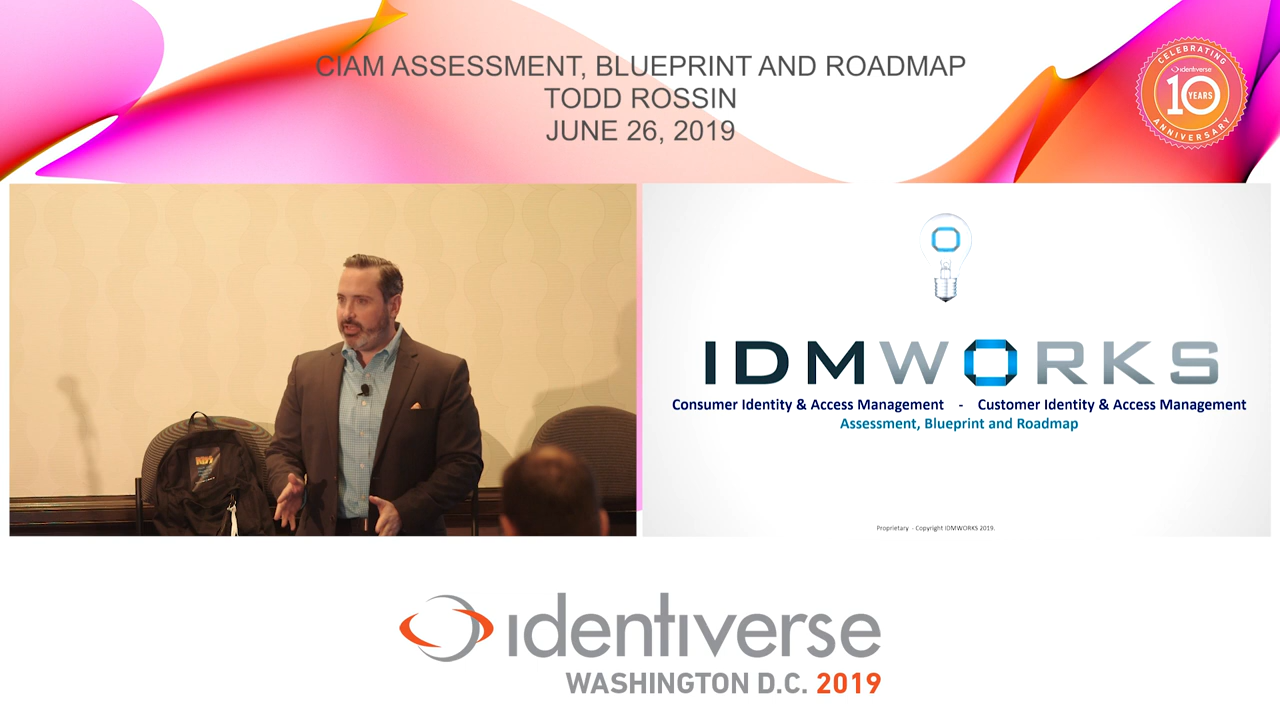 CIAM ASSESSMENT, BLUEPRINT AND ROADMAP
TODD ROSSIN
JUNE 26, 2019
CELEBRATING
identiverse
10 YEARS
ANNIVERSARY
IDMWORKS
Consumer Identity & Access Management - Customer Identity & Access Management
Assessment, Blueprint and Roadmap
Proprietary - Copyright IDMWORKS 2019.
identiverse
WASHINGTON D.C. 2019